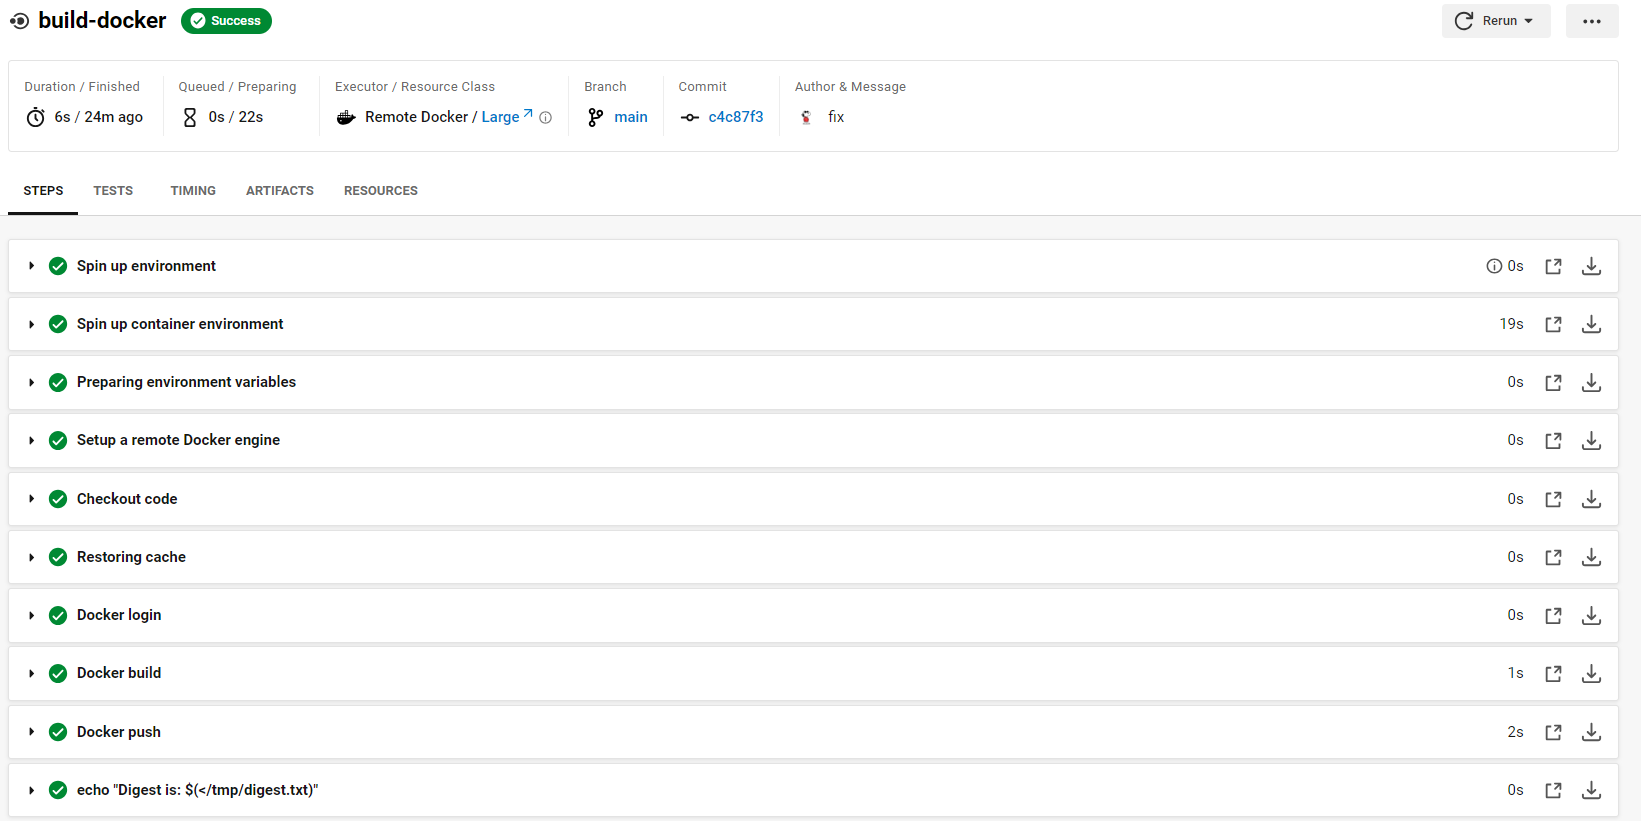 build-docker Success Rerun
Duration / Finished Queued / Preparing Executor / Resource Class Branch Commit Author & Message
6s / 24m ago 0s / 22s Remote Docker / Large main c4c87f3 fix
STEPS TESTS TIMING ARTIFACTS RESOURCES
Spin up environment 0s
Spin up container environment 19s
Preparing environment variables 0s
Setup a remote Docker engine 0s
Checkout code 0s
Restoring cache 0s
Docker login 0s
Docker build 1s
Docker push 2s
echo "Digest is: $(</tmp/digest.txt)" 0s